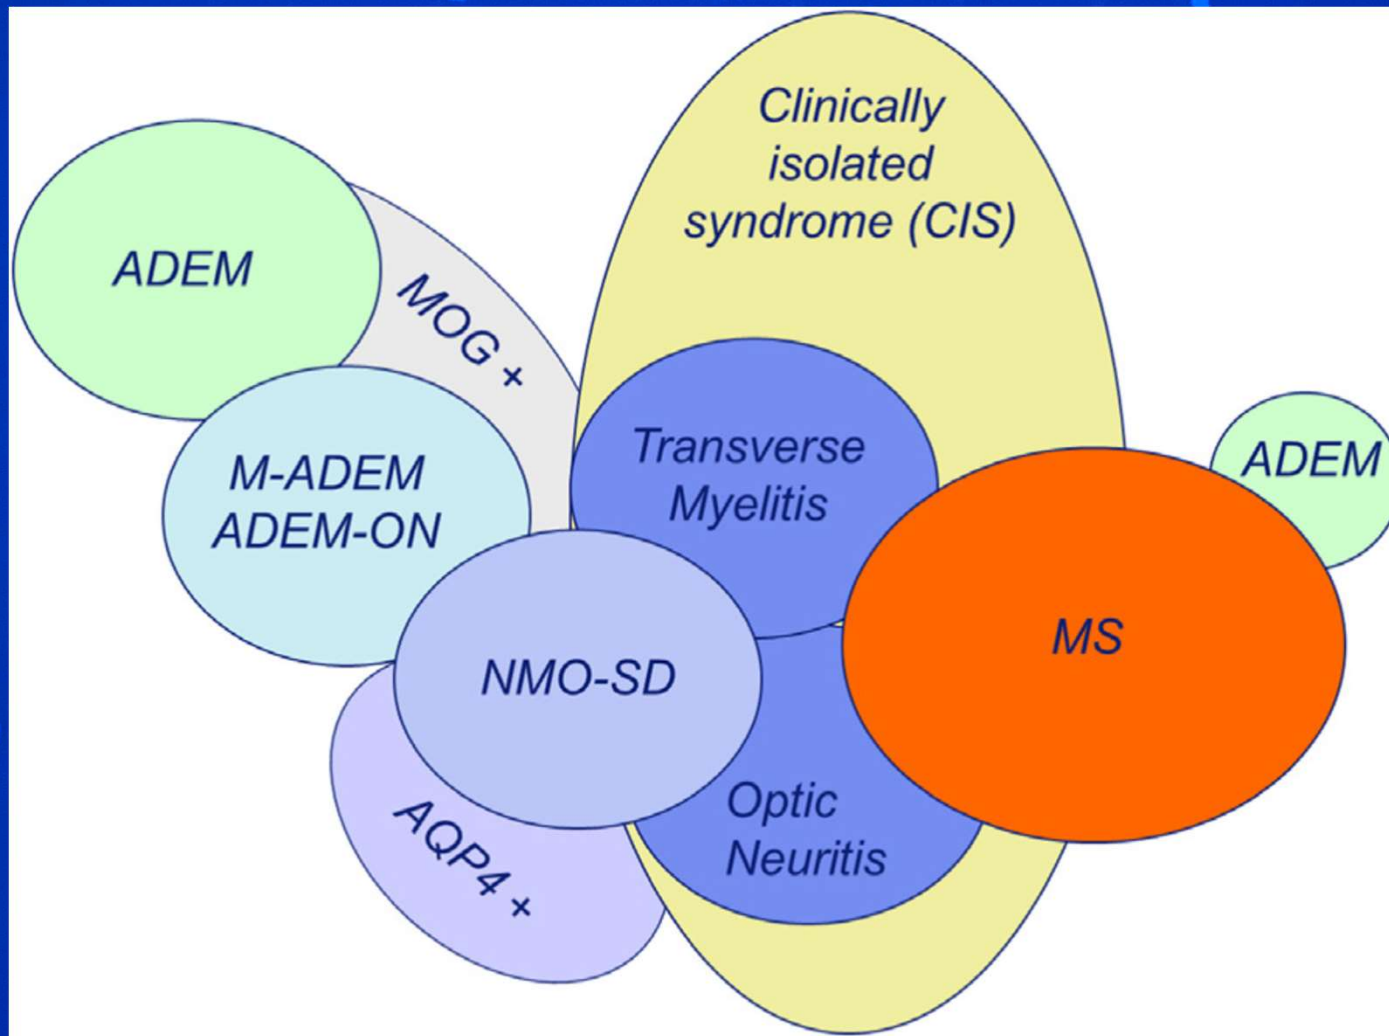 Clinically
isolated
syndrome (CIS)
ADEM
MOG +
M-ADEM
ADEM-ON
Transverse
Myelitis
ADEM
MS
NMO-SD
Optic
Neuritis
AQP4 +